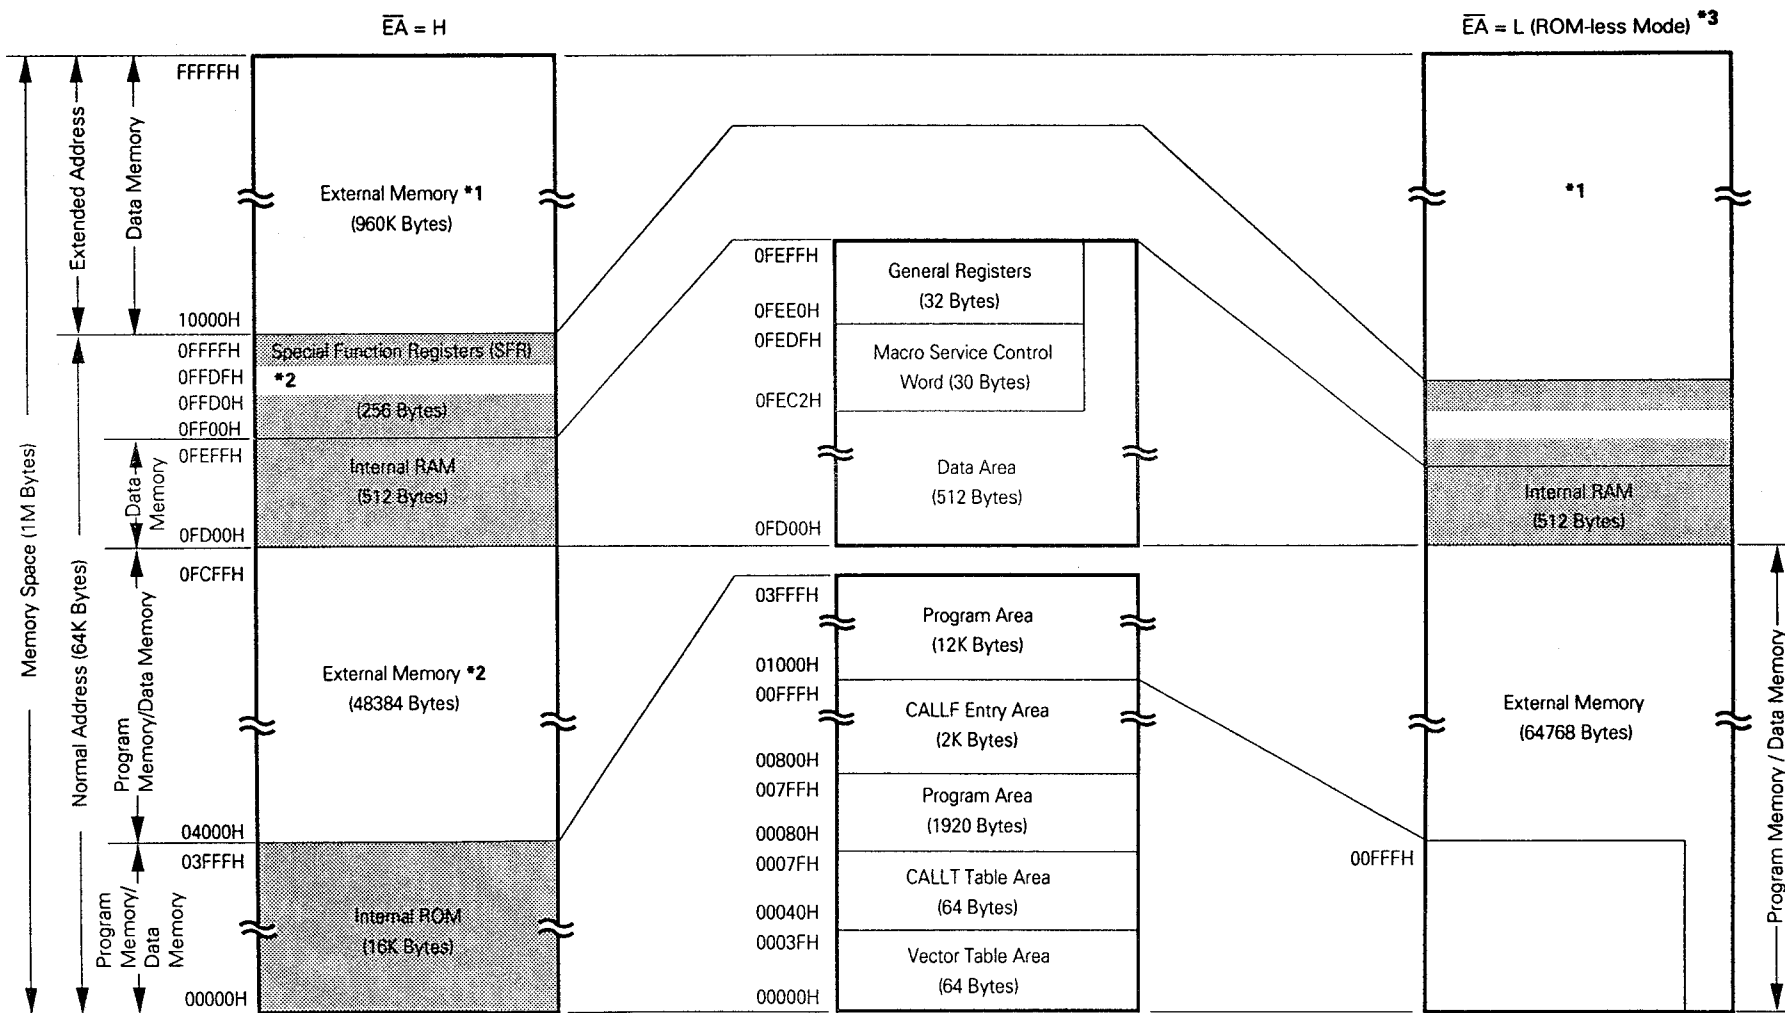 EA = H
EA = L (ROM-less Mode) *3
Memory Space (1M Bytes)
Extended Address
Normal Address (64K Bytes)
Data Memory
Data
Memory
Program
Memory/Data Memory
Program
Memory/
Data
Memory
FFFFFH
External Memory *1
(960K Bytes)
10000H
0FFFFH
Special Function Registers (SFR)
0FFDFH
*2
0FFD0H
(256 Bytes)
0FF00H
0FEFFH
Internal RAM
(512 Bytes)
0FD00H
0FCFFH
External Memory *2
(48384 Bytes)
04000H
03FFFH
Internal ROM
(16K Bytes)
00000H
0FEFFH
General Registers
(32 Bytes)
0FEE0H
0FEDFH
Macro Service Control
Word (30 Bytes)
0FEC2H
Data Area
(512 Bytes)
0FD00H
03FFFH
Program Area
(12K Bytes)
01000H
00FFFH
CALLF Entry Area
(2K Bytes)
00800H
007FFH
Program Area
(1920 Bytes)
00080H
0007FH
CALLT Table Area
(64 Bytes)
00040H
0003FH
Vector Table Area
(64 Bytes)
00000H
*1
Internal RAM
(512 Bytes)
External Memory
(64768 Bytes)
00FFFH
Program Memory / Data Memory